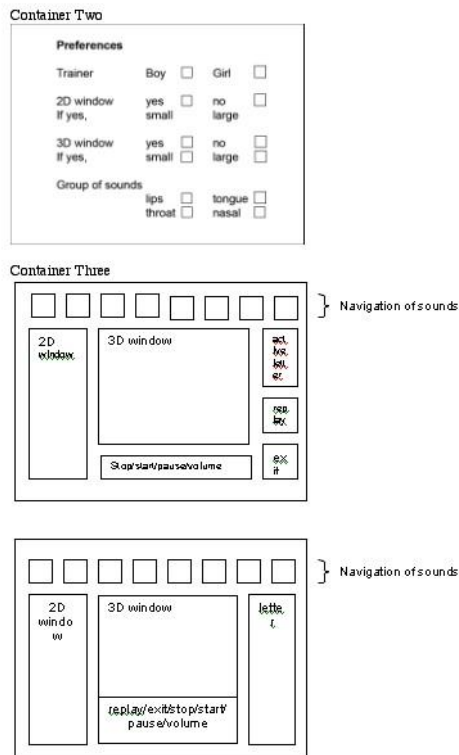 Container Two
Preferences
Trainer Boy Girl
2D window yes no
If yes, small large
3D window yes no
If yes, small large
Group of sounds
lips tongue
throat nasal
Container Three
Navigation of sounds
2D
window
3D window
act
ive
lett
er
rep
lay
Stop/start/pause/volume
ex
it
Navigation of sounds
2D
windo
w
3D window
lette
r
replay/exit/stop/start/
pause/volume